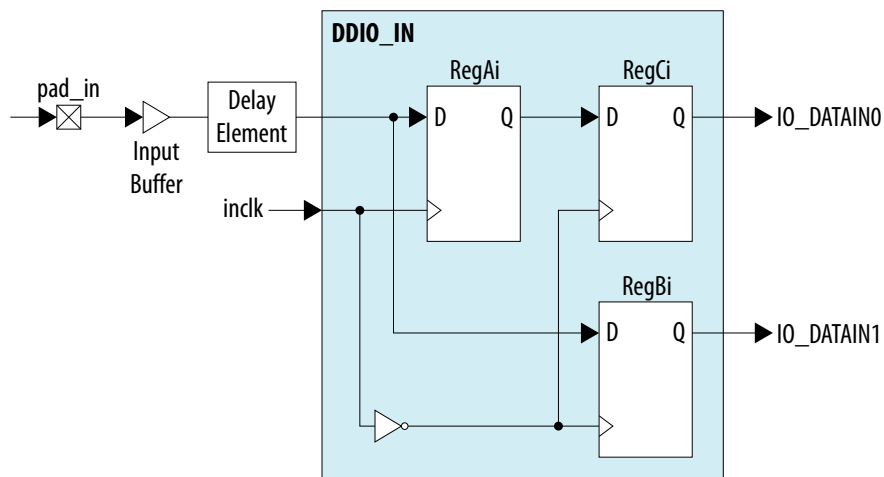 DDIO_IN
RegAi
RegCi
pad_in
Delay
Element
D
Q
D
Q
IO_DATAIN0
Input
Buffer
inclk
RegBi
D
Q
IO_DATAIN1